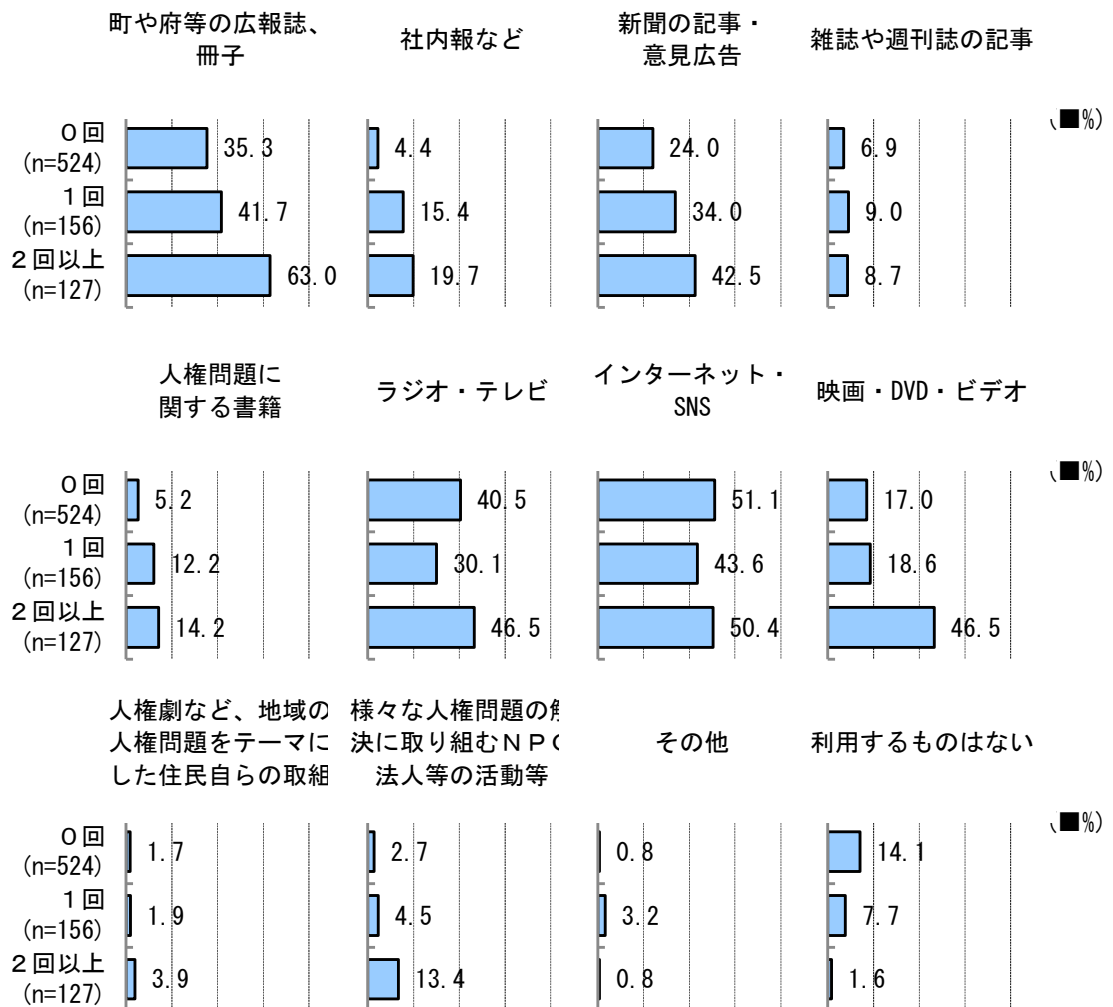 町や府等の広報誌、
冊子
社内報など
新聞の記事・
意見広告
雑誌や週刊誌の記事
(■%)
０回
(n=524)
35.3
4.4
24.0
6.9
１回
(n=156)
41.7
15.4
34.0
9.0
２回以上
(n=127)
63.0
19.7
42.5
8.7
人権問題に
関する書籍
ラジオ・テレビ
インターネット・
SNS
映画・DVD・ビデオ
(■%)
０回
(n=524)
5.2
40.5
51.1
17.0
１回
(n=156)
12.2
30.1
43.6
18.6
２回以上
(n=127)
14.2
46.5
50.4
46.5
人権劇など、地域の
人権問題をテーマに
した住民自らの取組
様々な人権問題の解
決に取り組むＮＰＯ
法人等の活動等
その他
利用するものはない
(■%)
０回
(n=524)
1.7
2.7
0.8
14.1
１回
(n=156)
1.9
4.5
3.2
7.7
２回以上
(n=127)
3.9
13.4
0.8
1.6